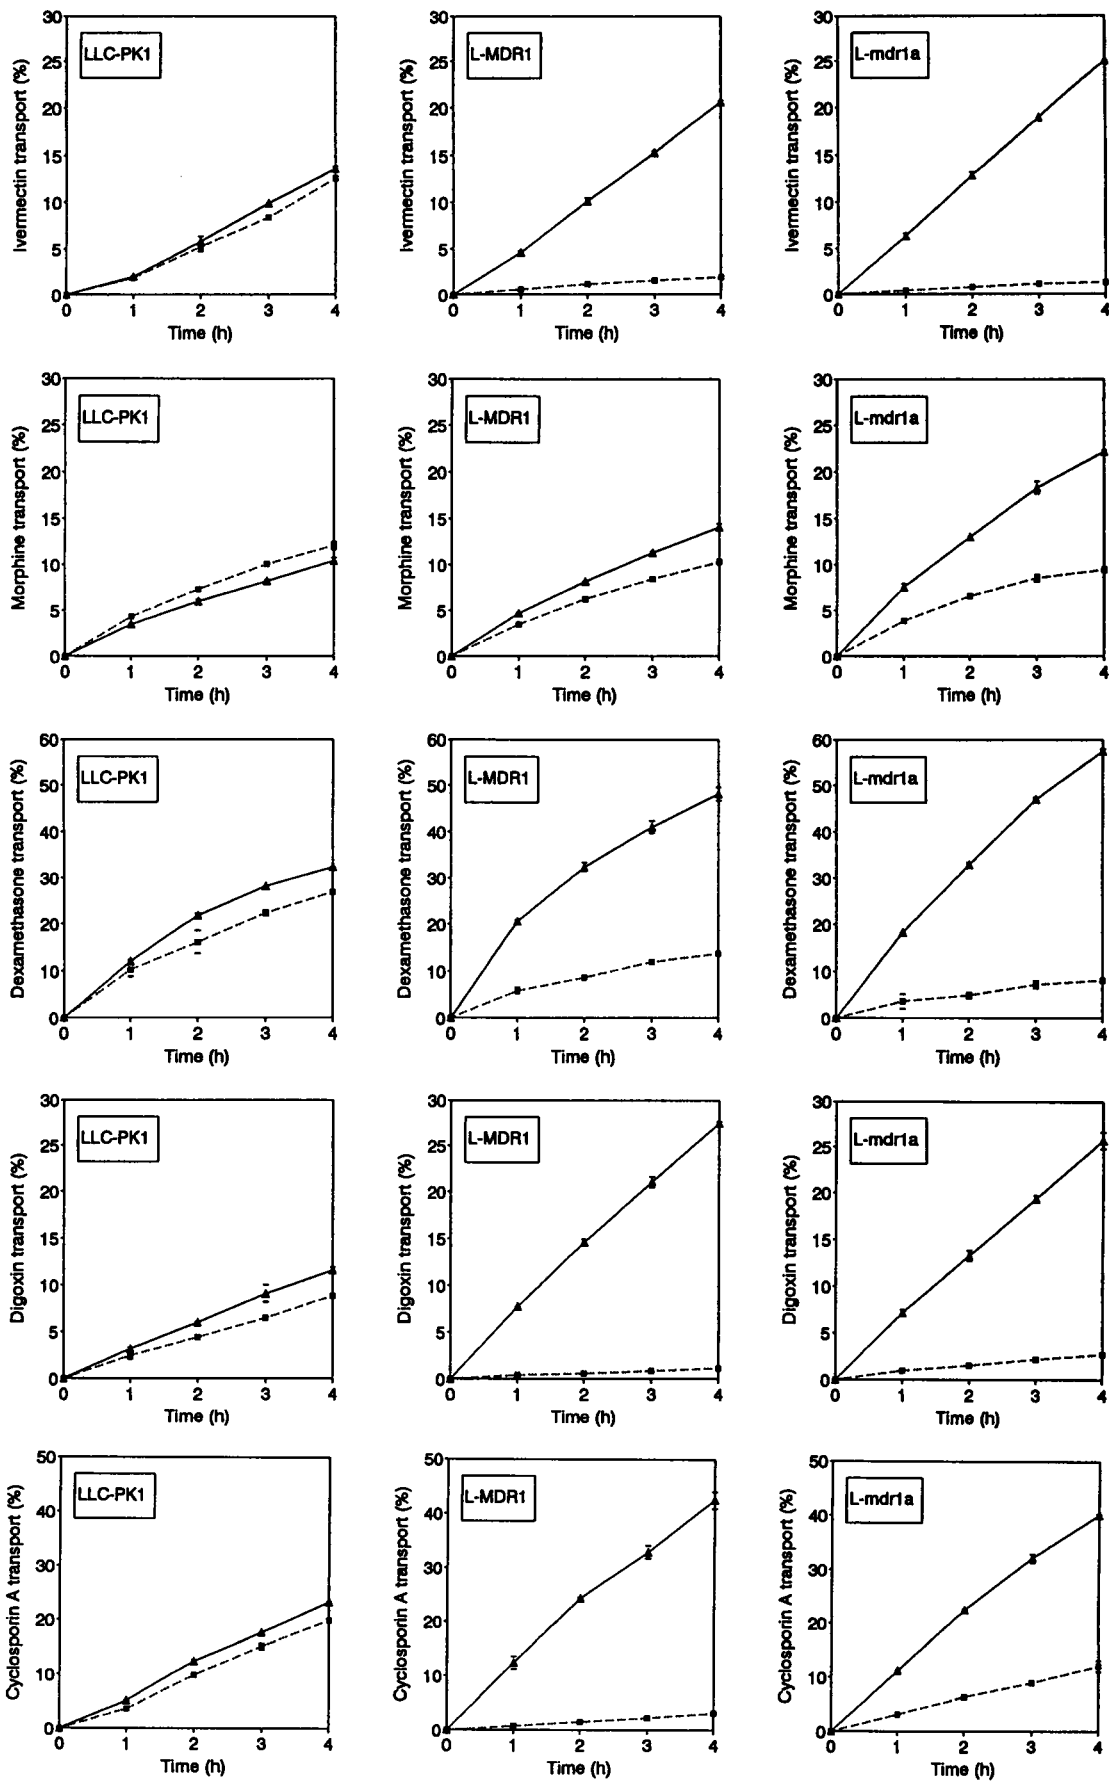 LLC-PK1
Ivermectin transport (%)
30
25
20
15
10
5
0
0 1 2 3 4
Time (h)
L-MDR1
Ivermectin transport (%)
30
25
20
15
10
5
0
0 1 2 3 4
Time (h)
L-mdr1a
Ivermectin transport (%)
30
25
20
15
10
5
0
0 1 2 3 4
Time (h)
LLC-PK1
Morphine transport (%)
30
25
20
15
10
5
0
0 1 2 3 4
Time (h)
L-MDR1
Morphine transport (%)
30
25
20
15
10
5
0
0 1 2 3 4
Time (h)
L-mdr1a
Morphine transport (%)
30
25
20
15
10
5
0
0 1 2 3 4
Time (h)
LLC-PK1
Dexamethasone transport (%)
60
50
40
30
20
10
0
0 1 2 3 4
Time (h)
L-MDR1
Dexamethasone transport (%)
60
50
40
30
20
10
0
0 1 2 3 4
Time (h)
L-mdr1a
Dexamethasone transport (%)
60
50
40
30
20
10
0
0 1 2 3 4
Time (h)
LLC-PK1
Digoxin transport (%)
30
25
20
15
10
5
0
0 1 2 3 4
Time (h)
L-MDR1
Digoxin transport (%)
30
25
20
15
10
5
0
0 1 2 3 4
Time (h)
L-mdr1a
Digoxin transport (%)
30
25
20
15
10
5
0
0 1 2 3 4
Time (h)
LLC-PK1
Cyclosporin A transport (%)
50
40
30
20
10
0
0 1 2 3 4
Time (h)
L-MDR1
Cyclosporin A transport (%)
50
40
30
20
10
0
0 1 2 3 4
Time (h)
L-mdr1a
Cyclosporin A transport (%)
50
40
30
20
10
0
0 1 2 3 4
Time (h)